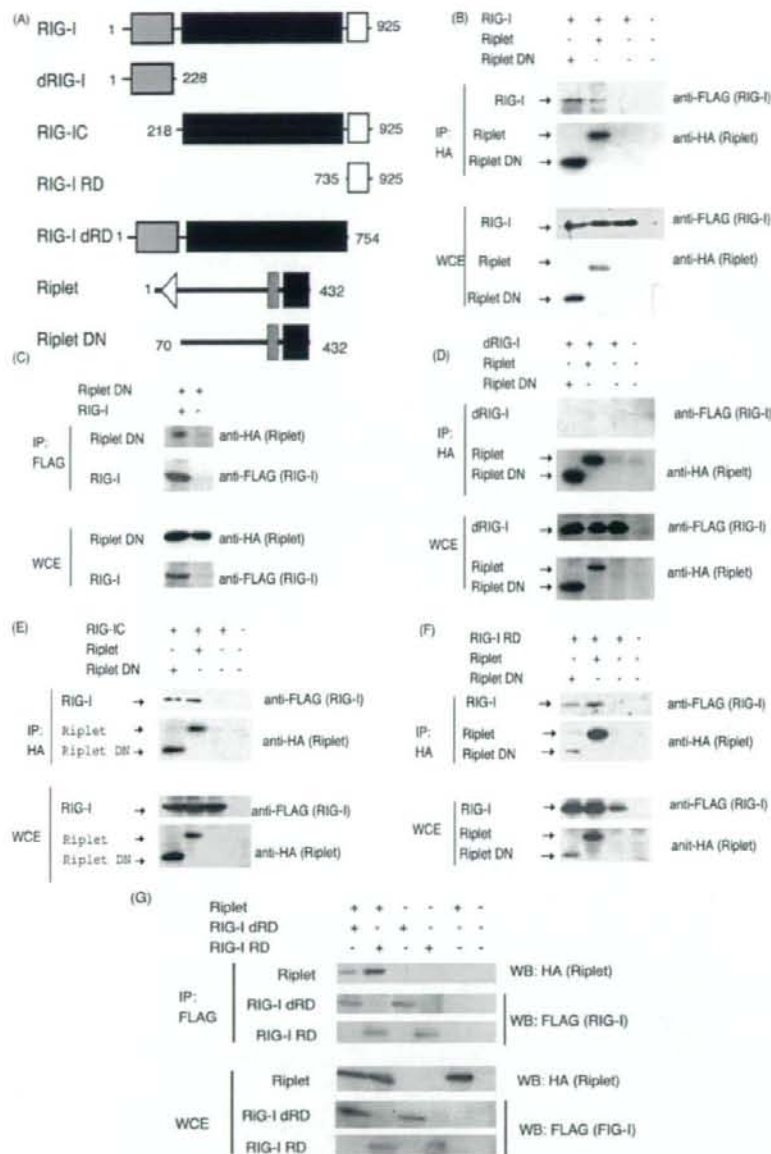 (A)
RIG-I 1 925
dRIG-I 1 228
RIG-IC 218 925
RIG-I RD 735 925
RIG-I dRD 1 754
Riplet 1 432
Riplet DN 70 432
(B)
RIG-I + + + -
Riplet - + - -
Riplet DN + - - -
IP: HA
RIG-I → anti-FLAG (RIG-I)
Riplet → anti-HA (Riplet)
Riplet DN →
WCE
RIG-I → anti-FLAG (RIG-I)
Riplet → anti-HA (Riplet)
Riplet DN →
(C)
Riplet DN + +
RIG-I + -
IP: FLAG
Riplet DN anti-HA (Riplet)
RIG-I anti-FLAG (RIG-I)
WCE
Riplet DN anti-HA (Riplet)
RIG-I anti-FLAG (RIG-I)
(D)
dRIG-I + + + -
Riplet - + - -
Riplet DN + - - -
IP: HA
dRIG-I anti-FLAG (RIG-I)
Riplet →
Riplet DN → anti-HA (Ripelt)
WCE
dRIG-I → anti-FLAG (RIG-I)
Riplet → anti-HA (Riplet)
Riplet DN →
(E)
RIG-IC + + + -
Riplet - + - -
Riplet DN + - - -
IP: HA
RIG-I → anti-FLAG (RIG-I)
Riplet → anti-HA (Riplet)
Riplet DN →
WCE
RIG-I → anti-FLAG (RIG-I)
Riplet →
Riplet DN → anti-HA (Riplet)
(F)
RIG-I RD + + + -
Riplet - + - -
Riplet DN + - - -
IP: HA
RIG-I → anti-FLAG (RIG-I)
Riplet → anti-HA (Riplet)
Riplet DN →
WCE
RIG-I → anti-FLAG (RIG-I)
Riplet → anit-HA (Riplet)
Riplet DN →
(G)
Riplet + + - - + -
RIG-I dRD + - + - - -
RIG-I RD - + - + - -
IP: FLAG
Riplet WB: HA (Riplet)
RIG-I dRD
RIG-I RD WB: FLAG (RIG-I)
WCE
Riplet WB: HA (Riplet)
RIG-I dRD
RIG-I RD WB: FLAG (FIG-I)